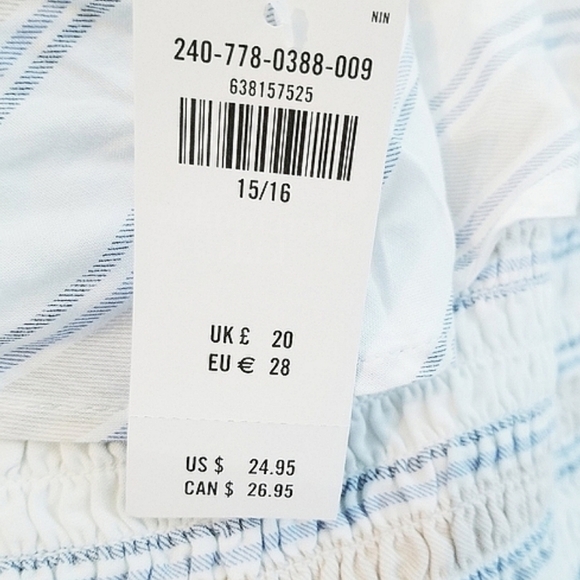 NIN
240-778-0388-009
638157525
15/16
UK £ 20
EU € 28
US $ 24.95
CAN $ 26.95